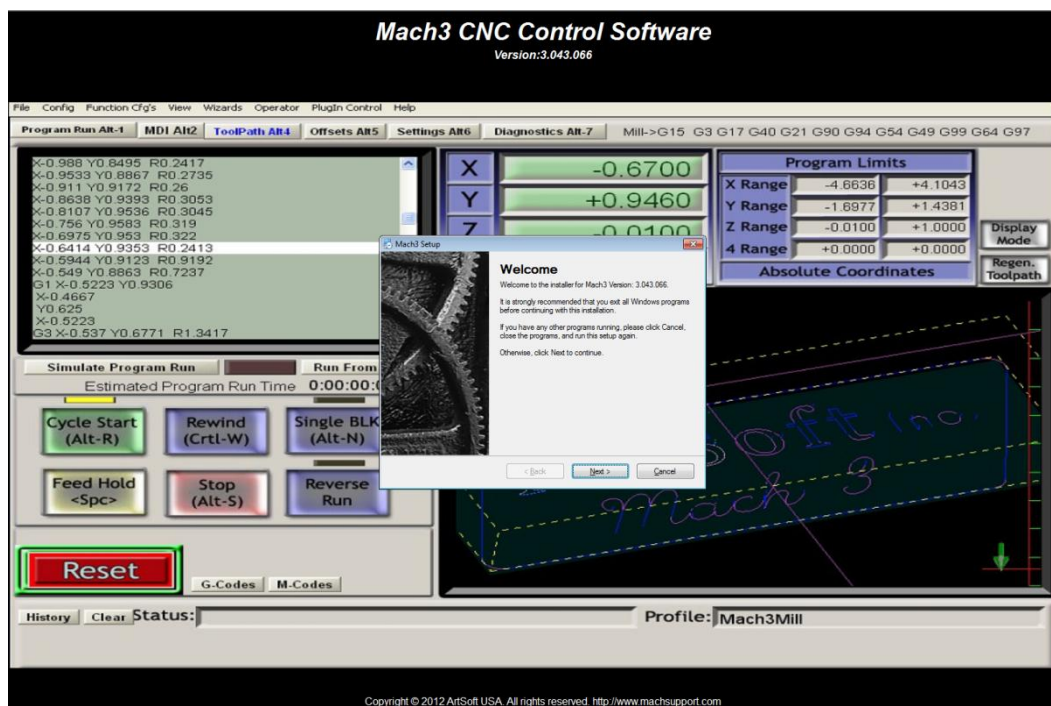 Mach3 CNC Control Software
Version:3.043.066
File Config Function Cfg's View Wizards Operator PlugIn Control Help
Program Run Alt-1 MDI Alt2 ToolPath Alt4 Offsets Alt5 Settings Alt6 Diagnostics Alt-7 Mill->G15 G3 G17 G40 G21 G90 G94 G54 G49 G99 G64 G97
X-0.988 Y0.8495 R0.2417
X-0.9533 Y0.8867 R0.2735
X-0.911 Y0.9172 R0.26
X-0.8638 Y0.9393 R0.3053
X-0.8107 Y0.9536 R0.3045
X-0.756 Y0.9583 R0.319
X-0.6975 Y0.953 R0.322
X-0.6414 Y0.9353 R0.2413
X-0.5944 Y0.9123 R0.9192
X-0.549 Y0.8863 R0.7237
G1 X-0.5223 Y0.9306
X-0.4667
Y0.625
X-0.5223
G3 X-0.537 Y0.6771 R1.3417
X -0.6700
Y +0.9460
Z -0.0100
Program Limits
X Range -4.6636 +4.1043
Y Range -1.6977 +1.4381
Z Range -0.0100 +1.0000
4 Range +0.0000 +0.0000
Absolute Coordinates
Display
Mode
Regen.
Toolpath
Mach3 Setup
Welcome
Welcome to the installer for Mach3 Version: 3.043.066.
It is strongly recommended that you exit all Windows programs
before continuing with this installation.
If you have any other programs running, please click Cancel,
close the programs, and run this setup again.
Otherwise, click Next to continue.
< Back Next > Cancel
Simulate Program Run Run From
Estimated Program Run Time 0:00:00:
Cycle Start
(Alt-R)
Rewind
(Crtl-W)
Single BLK
(Alt-N)
Feed Hold
<Spc>
Stop
(Alt-S)
Reverse
Run
Reset
G-Codes M-Codes
soft Inc.
Mach 3
History Clear Status: Profile: Mach3Mill
Copyright © 2012 ArtSoft USA. All rights reserved. http://www.machsupport.com